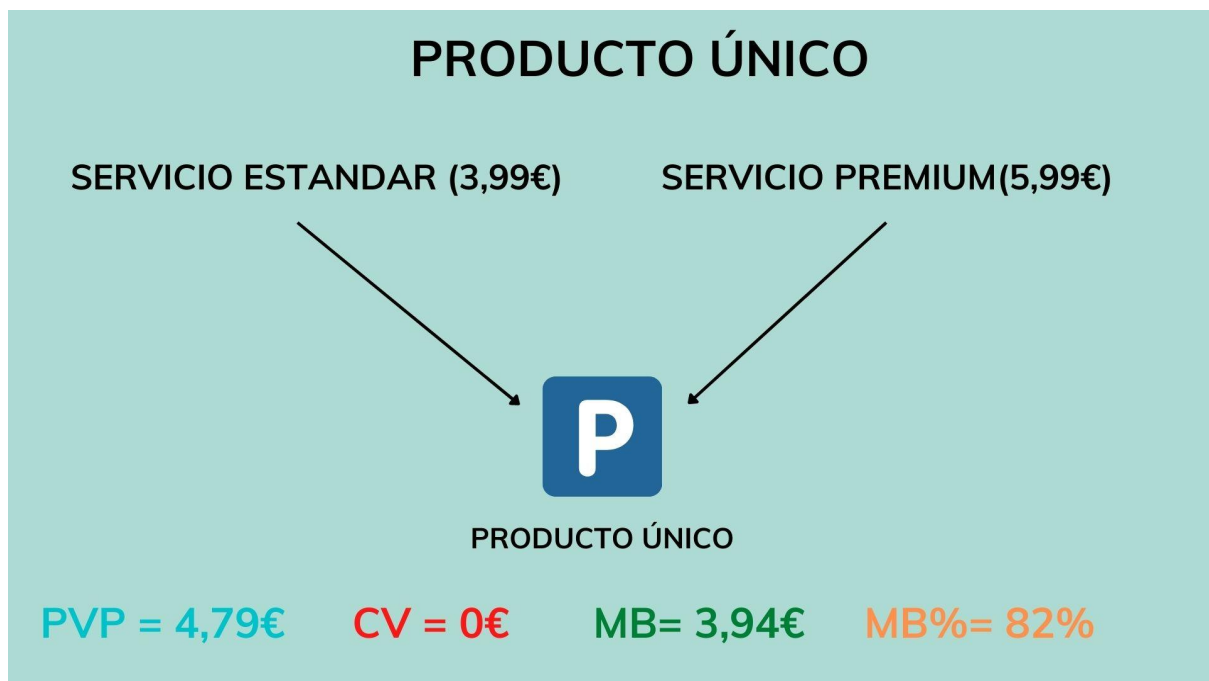 PRODUCTO ÚNICO
SERVICIO ESTANDAR (3,99€) SERVICIO PREMIUM(5,99€)
P
PRODUCTO ÚNICO
PVP = 4,79€ CV = 0€ MB= 3,94€ MB%= 82%